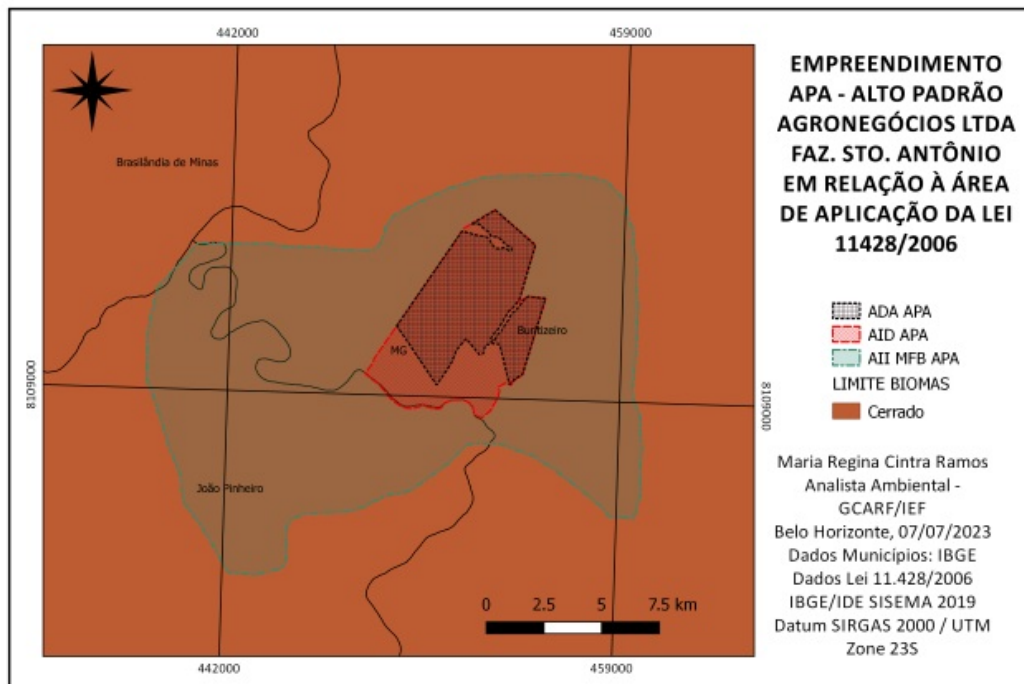 442000
459000
Brasilândia de Minas
Buritizeiro
MG
8109000
8109000
João Pinheiro
0 2.5 5 7.5 km
442000
459000
EMPREENDIMENTO
APA - ALTO PADRÃO
AGRONEGÓCIOS LTDA
FAZ. STO. ANTÔNIO
EM RELAÇÃO À ÁREA
DE APLICAÇÃO DA LEI
11428/2006
ADA APA
AID APA
AII MFB APA
LIMITE BIOMAS
Cerrado
Maria Regina Cintra Ramos
Analista Ambiental -
GCARF/IEF
Belo Horizonte, 07/07/2023
Dados Municípios: IBGE
Dados Lei 11.428/2006
IBGE/IDE SISEMA 2019
Datum SIRGAS 2000 / UTM
Zone 23S